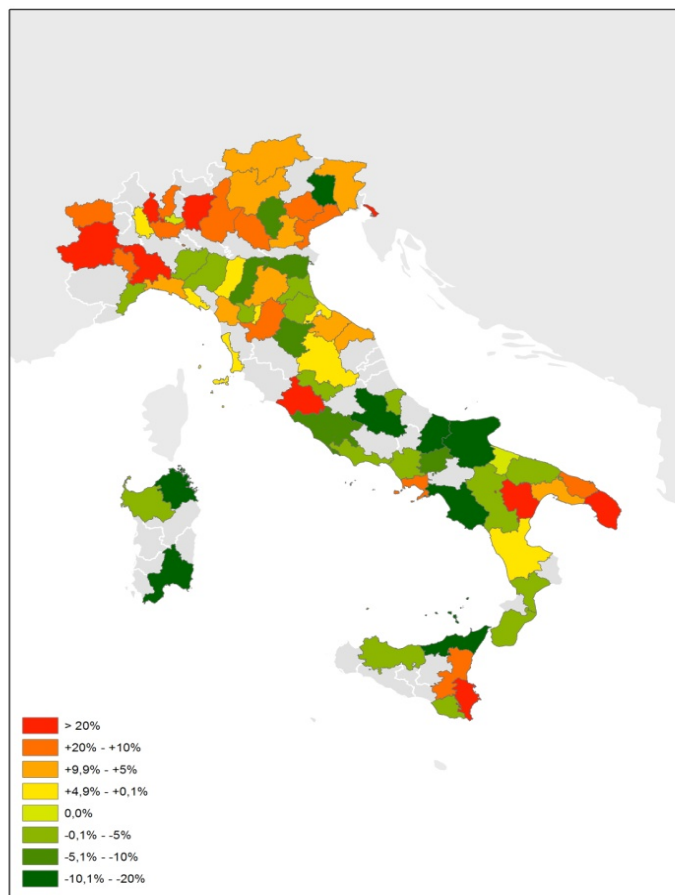 > 20%
+20% - +10%
+9,9% - +5%
+4,9% - +0,1%
0,0%
-0,1% - -5%
-5,1% - -10%
-10,1% - -20%